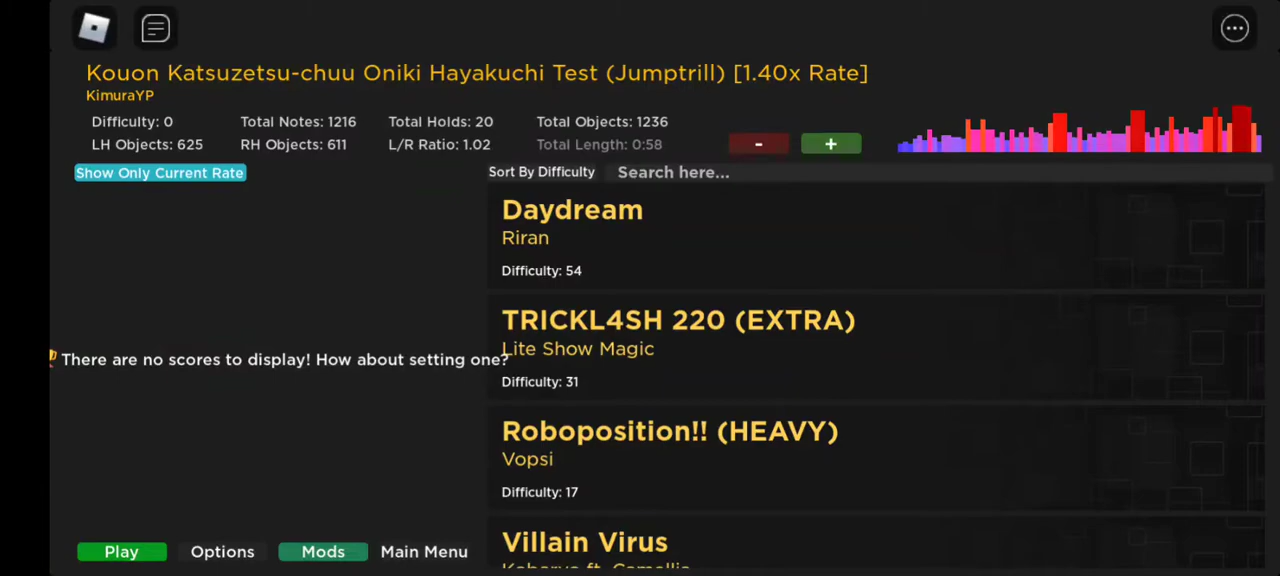 Kouon Katsuzetsu-chuu Oniki Hayakuchi Test (Jumptrill) [1.40x Rate]
KimuraYP
Difficulty: 0 Total Notes: 1216 Total Holds: 20 Total Objects: 1236
LH Objects: 625 RH Objects: 611 L/R Ratio: 1.02 Total Length: 0:58 - +
Show Only Current Rate Sort By Difficulty Search here...
Daydream
Riran
Difficulty: 54
TRICKL4SH 220 (EXTRA)
Lite Show Magic
There are no scores to display! How about setting one?
Difficulty: 31
Roboposition!! (HEAVY)
Vopsi
Difficulty: 17
Villain Virus
Kobaryo ft. Camellia
Play Options Mods Main Menu